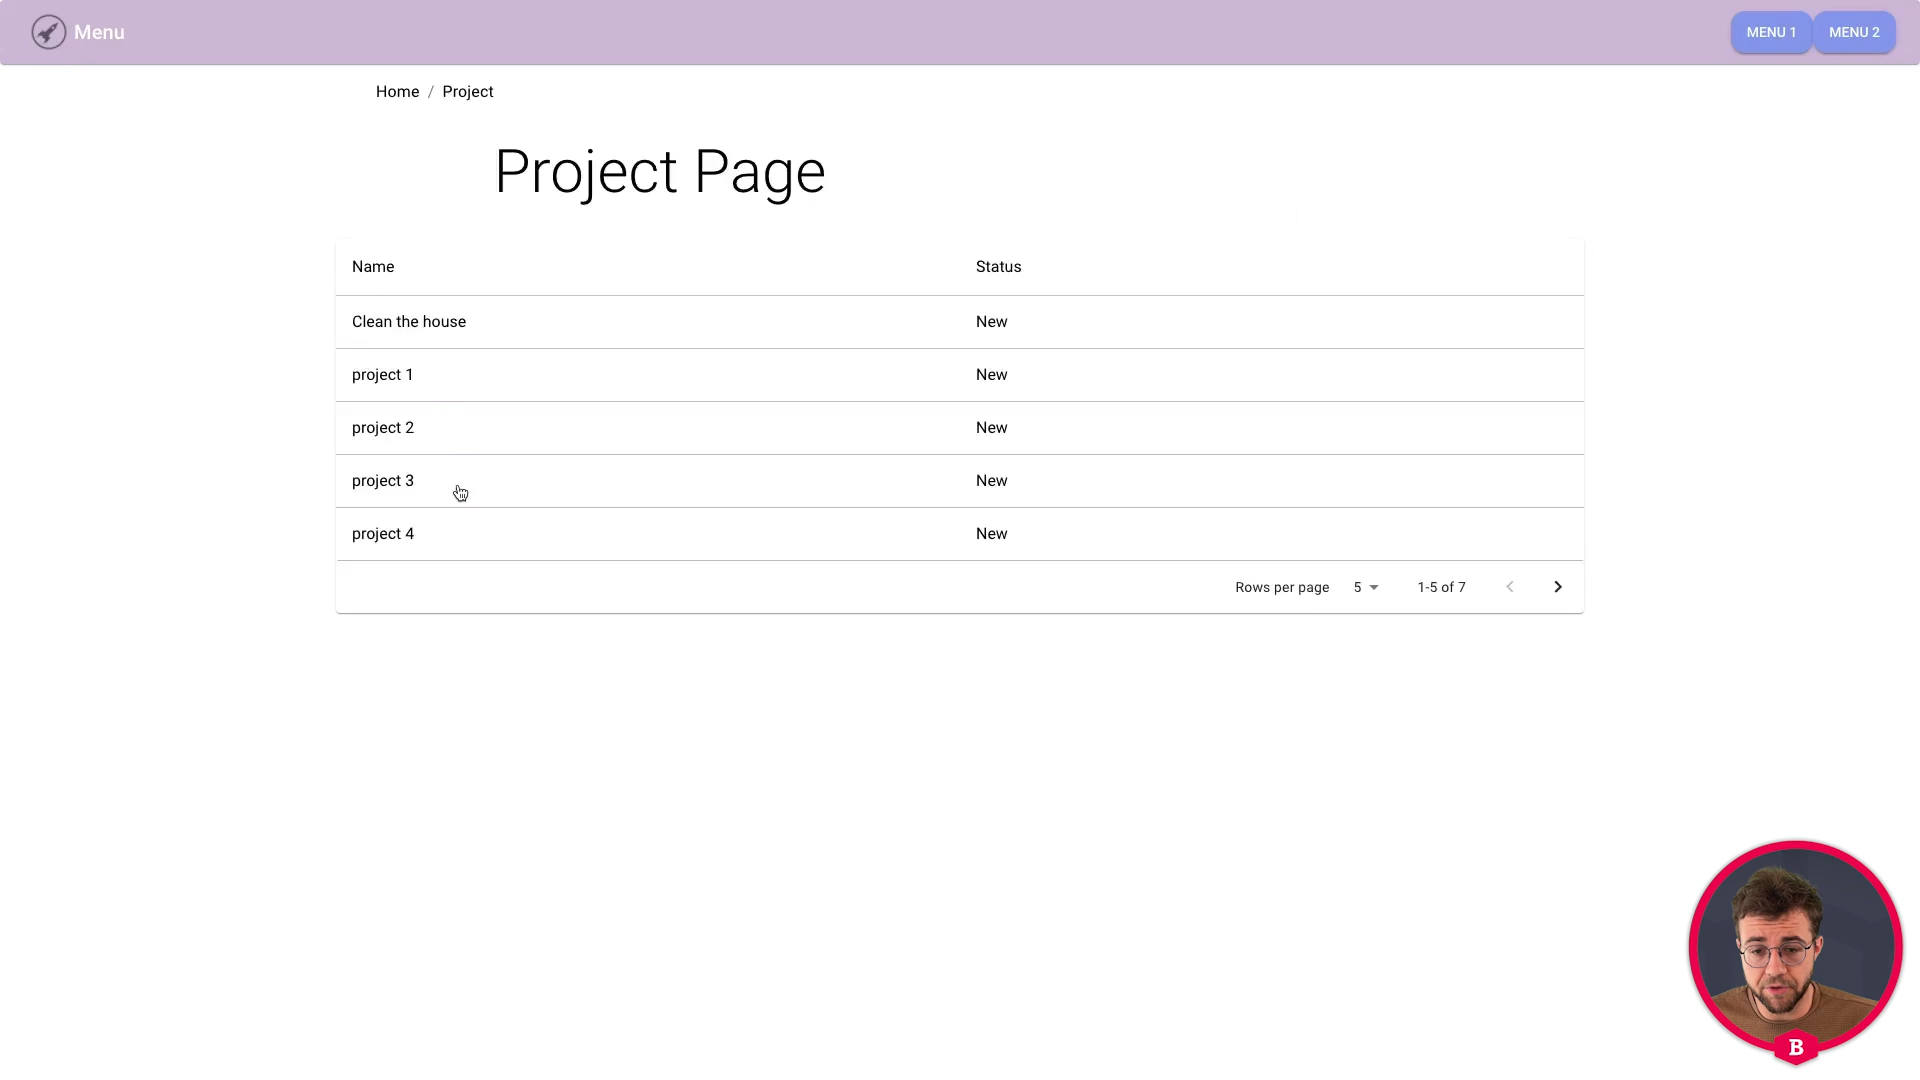 Menu MENU 1 MENU 2
Home / Project
Project Page
Name Status
Clean the house New
project 1 New
project 2 New
project 3 New
project 4 New
Rows per page 5 1-5 of 7
B